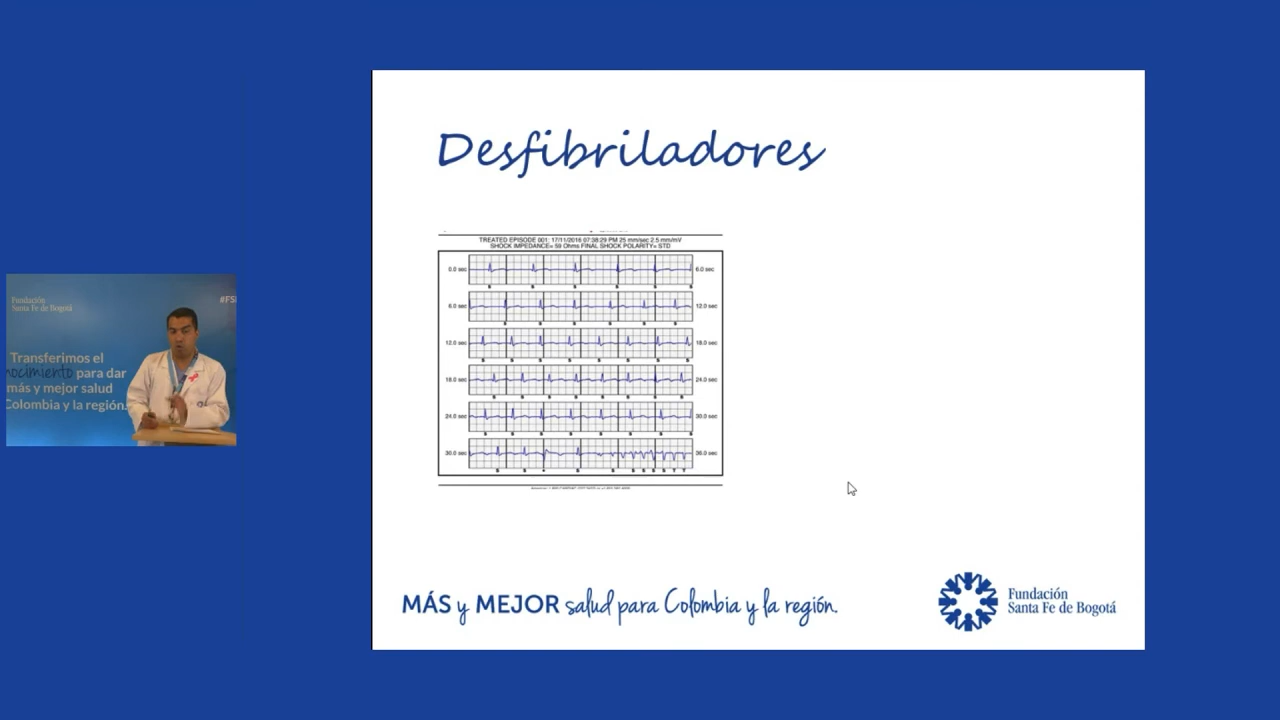 Fundación
Santa Fe de Bogotá
#FS
Transferimos el
nocimiento para dar
más y mejor salud
Colombia y la región.
Desfibriladores
TREATED EPISODE 001: 17/11/2016 07:38:29 PM 25 mm/sec 2.5 mm/mV
SHOCK IMPEDANCE= 59 Ohms FINAL SHOCK POLARITY= STD
0.0 sec 6.0 sec
6.0 sec 12.0 sec
12.0 sec 18.0 sec
18.0 sec 24.0 sec
24.0 sec 30.0 sec
30.0 sec 36.0 sec
MÁS y MEJOR salud para Colombia y la región.
Fundación
Santa Fe de Bogotá